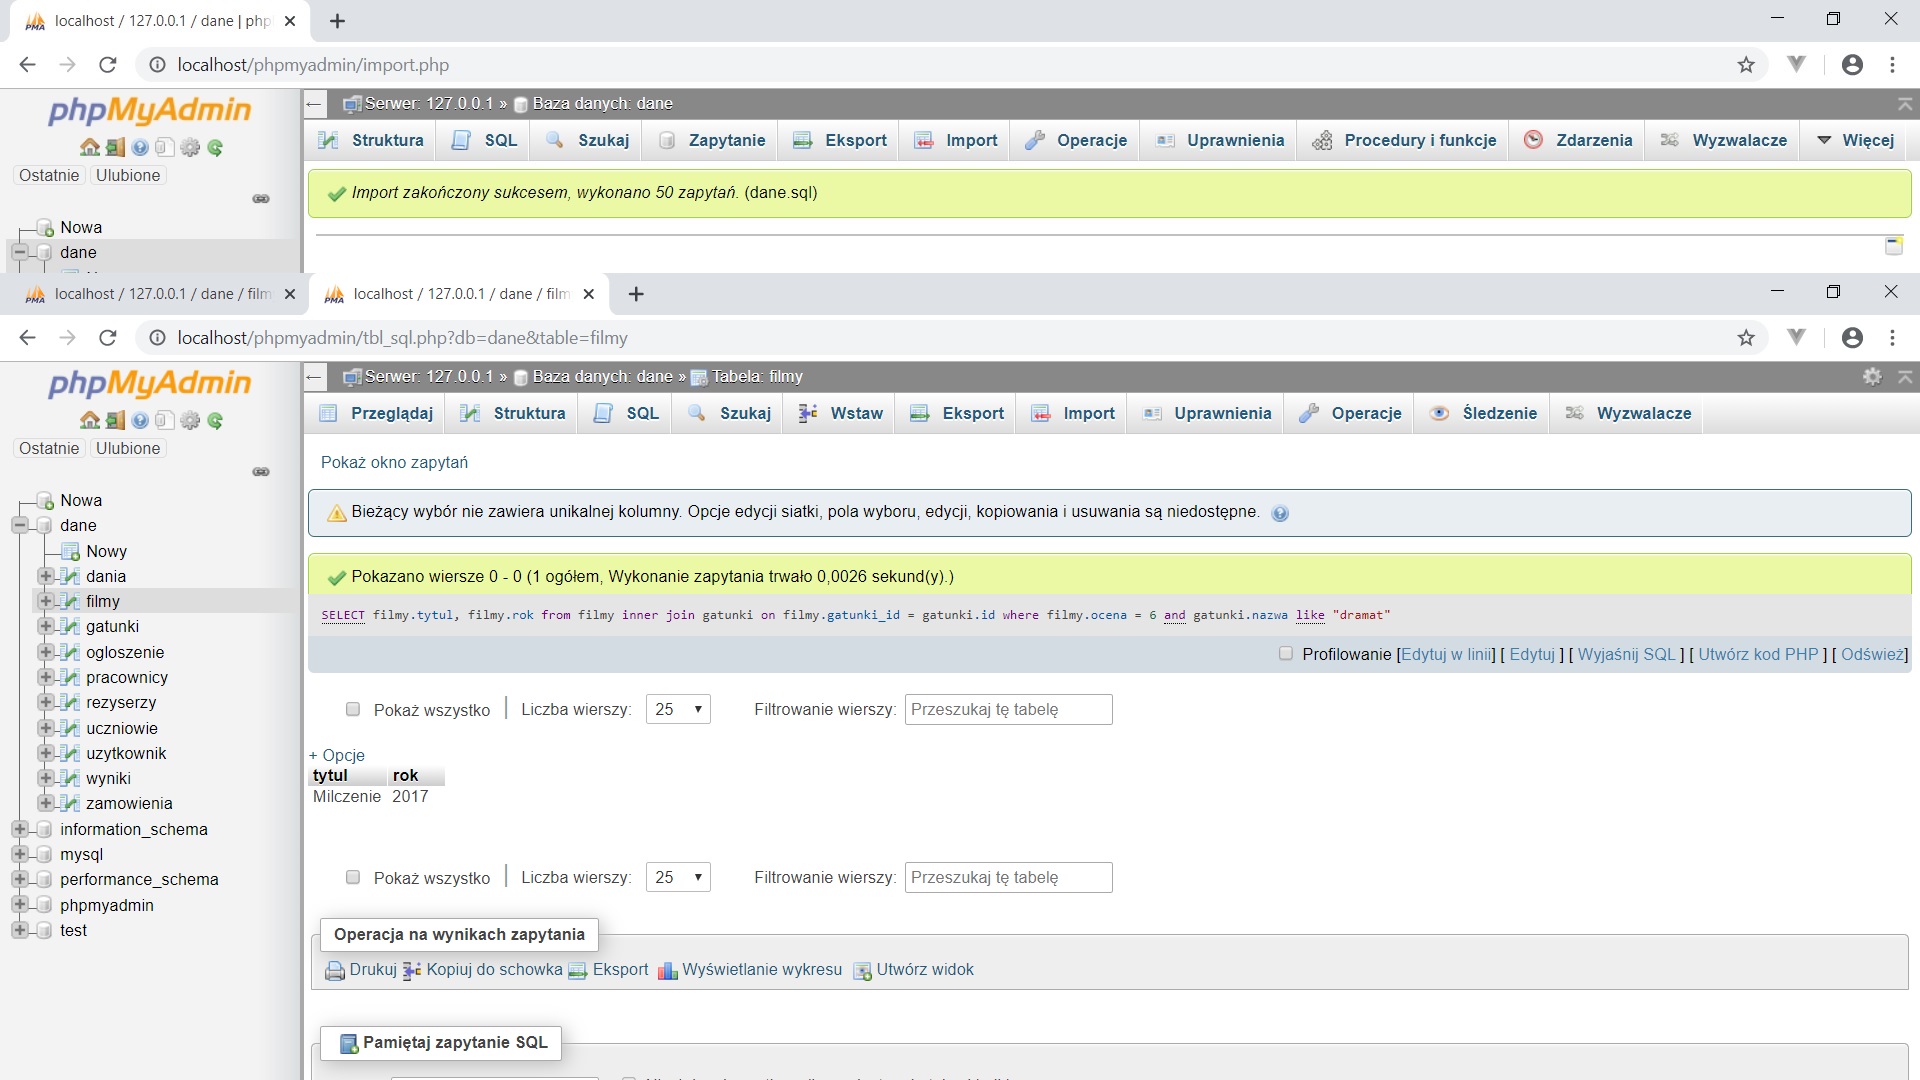 localhost / 127.0.0.1 / dane | php
localhost/phpmyadmin/import.php
phpMyAdmin
Ostatnie Ulubione
Nowa
dane
Serwer: 127.0.0.1 » Baza danych: dane
Struktura SQL Szukaj Zapytanie Eksport Import Operacje Uprawnienia Procedury i funkcje Zdarzenia Wyzwalacze Więcej
Import zakończony sukcesem, wykonano 50 zapytań. (dane.sql)
localhost / 127.0.0.1 / dane / film localhost / 127.0.0.1 / dane / film
localhost/phpmyadmin/tbl_sql.php?db=dane&table=filmy
phpMyAdmin
Ostatnie Ulubione
Nowa
dane
Nowy
dania
filmy
gatunki
ogloszenie
pracownicy
rezyserzy
uczniowie
uzytkownik
wyniki
zamowienia
information_schema
mysql
performance_schema
phpmyadmin
test
Serwer: 127.0.0.1 » Baza danych: dane » Tabela: filmy
Przeglądaj Struktura SQL Szukaj Wstaw Eksport Import Uprawnienia Operacje Śledzenie Wyzwalacze
Pokaż okno zapytań
Bieżący wybór nie zawiera unikalnej kolumny. Opcje edycji siatki, pola wyboru, edycji, kopiowania i usuwania są niedostępne.
Pokazano wiersze 0 - 0 (1 ogółem, Wykonanie zapytania trwało 0,0026 sekund(y).)
SELECT filmy.tytul, filmy.rok from filmy inner join gatunki on filmy.gatunki_id = gatunki.id where filmy.ocena = 6 and gatunki.nazwa like "dramat"
Profilowanie [Edytuj w linii] [ Edytuj ] [ Wyjaśnij SQL ] [ Utwórz kod PHP ] [ Odśwież]
Pokaż wszystko | Liczba wierszy: 25 Filtrowanie wierszy: Przeszukaj tę tabelę
+ Opcje
tytul rok
Milczenie 2017
Pokaż wszystko | Liczba wierszy: 25 Filtrowanie wierszy: Przeszukaj tę tabelę
Operacja na wynikach zapytania
Drukuj Kopiuj do schowka Eksport Wyświetlanie wykresu Utwórz widok
Pamiętaj zapytanie SQL